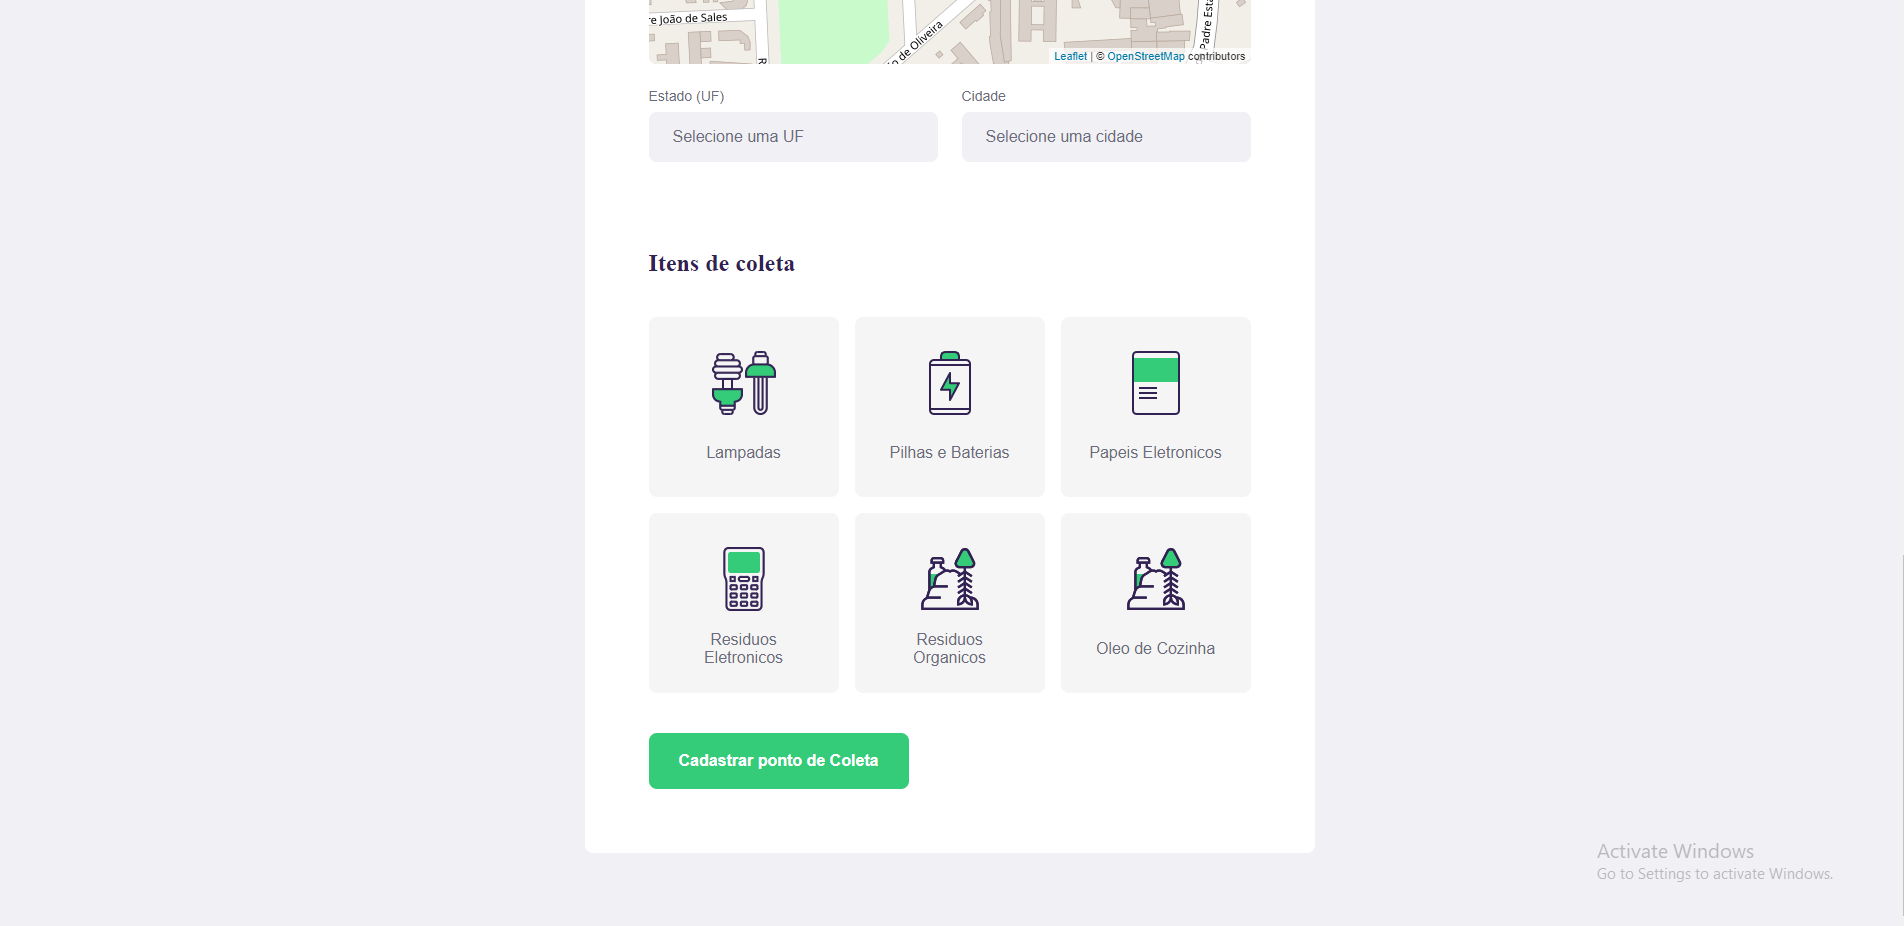 re João de Sales
o de Oliveira
Padre Esta
R
Leaflet | © OpenStreetMap contributors
Estado (UF)
Cidade
Selecione uma UF
Selecione uma cidade
Itens de coleta
Lampadas
Pilhas e Baterias
Papeis Eletronicos
Residuos
Eletronicos
Residuos
Organicos
Oleo de Cozinha
Cadastrar ponto de Coleta
Activate Windows
Go to Settings to activate Windows.